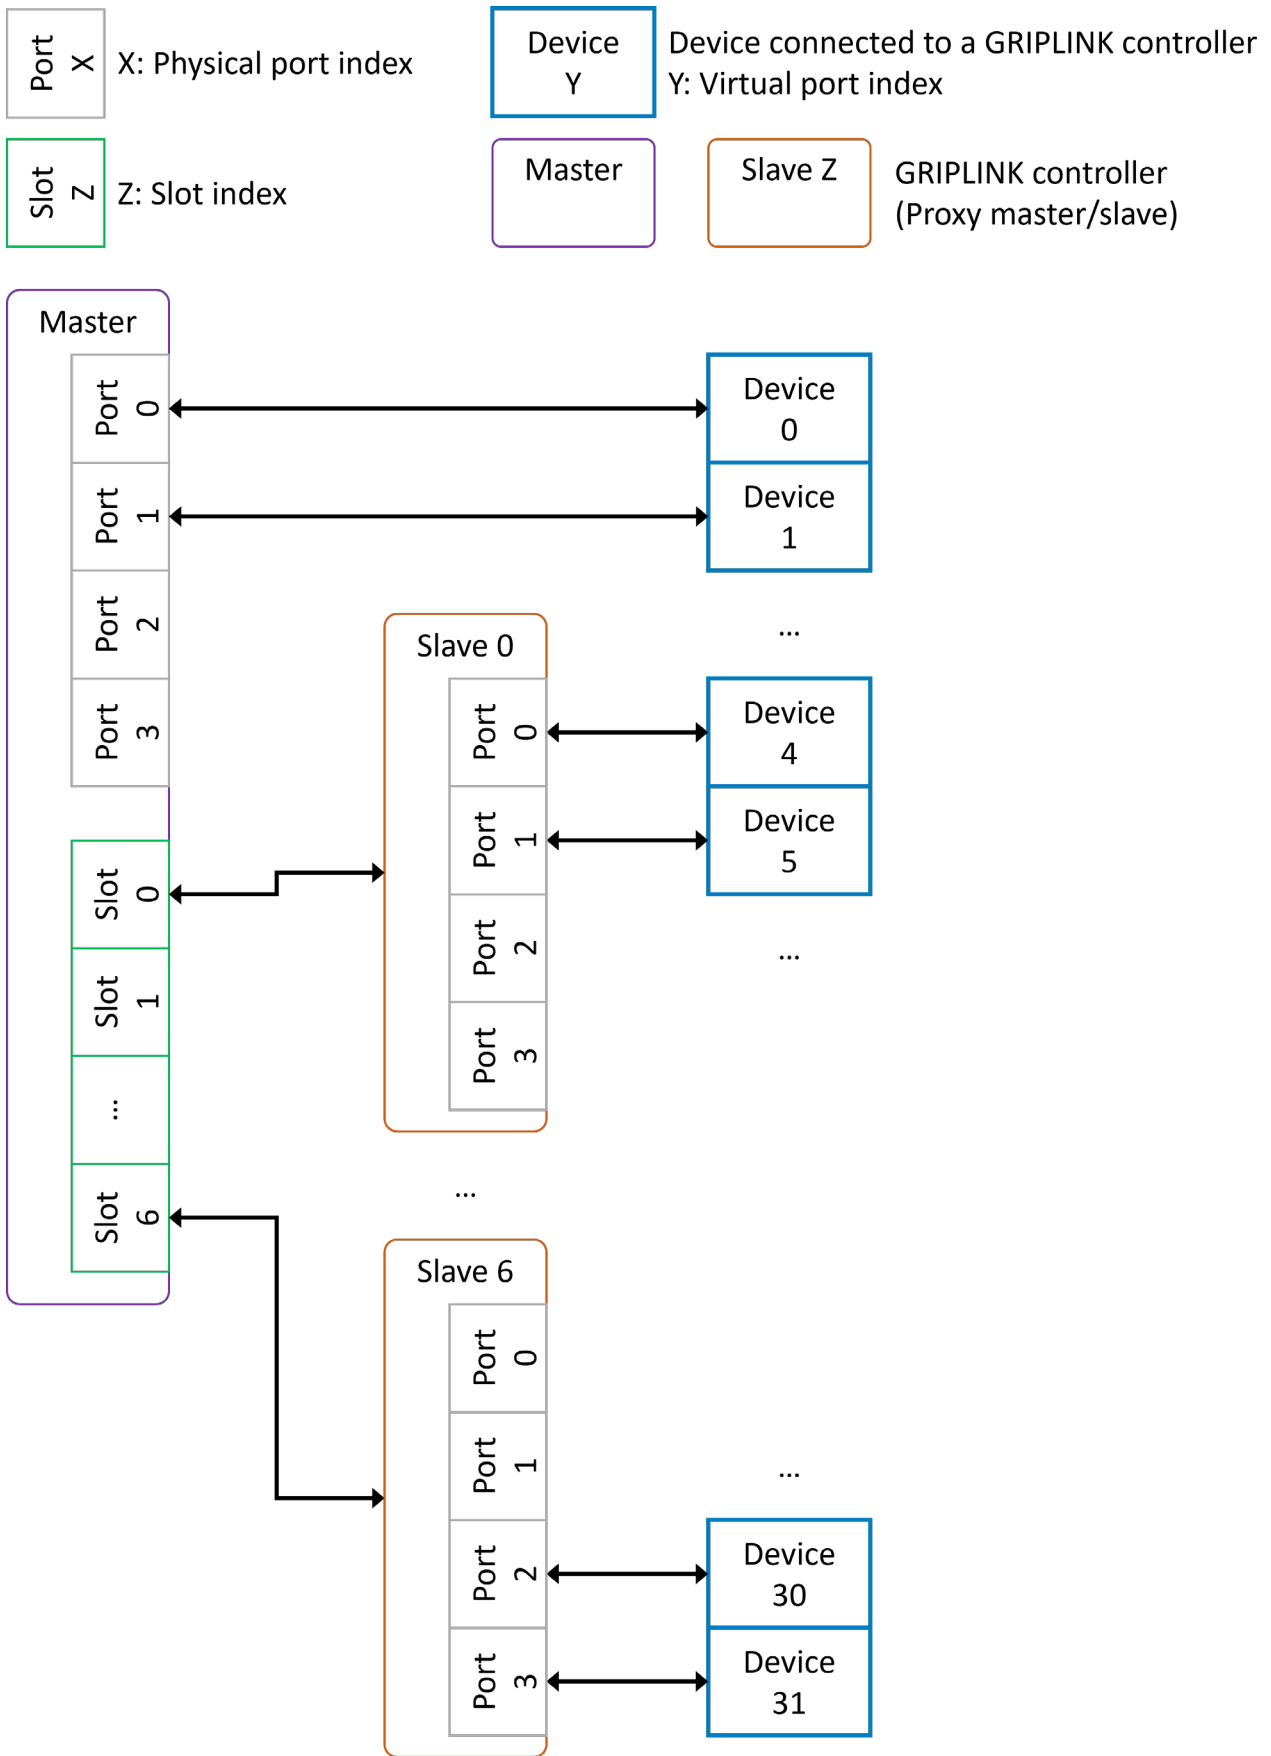 Port
X
X: Physical port index
Device
Y
Device connected to a GRIPLINK controller
Y: Virtual port index
Slot
Z
Z: Slot index
Master
Slave Z
GRIPLINK controller
(Proxy master/slave)
Master
Port
0
Port
1
Port
2
Port
3
Slot
0
Slot
1
...
Slot
6
Slave 0
Port
0
Port
1
Port
2
Port
3
...
Slave 6
Port
0
Port
1
Port
2
Port
3
Device
0
Device
1
...
Device
4
Device
5
...
...
Device
30
Device
31